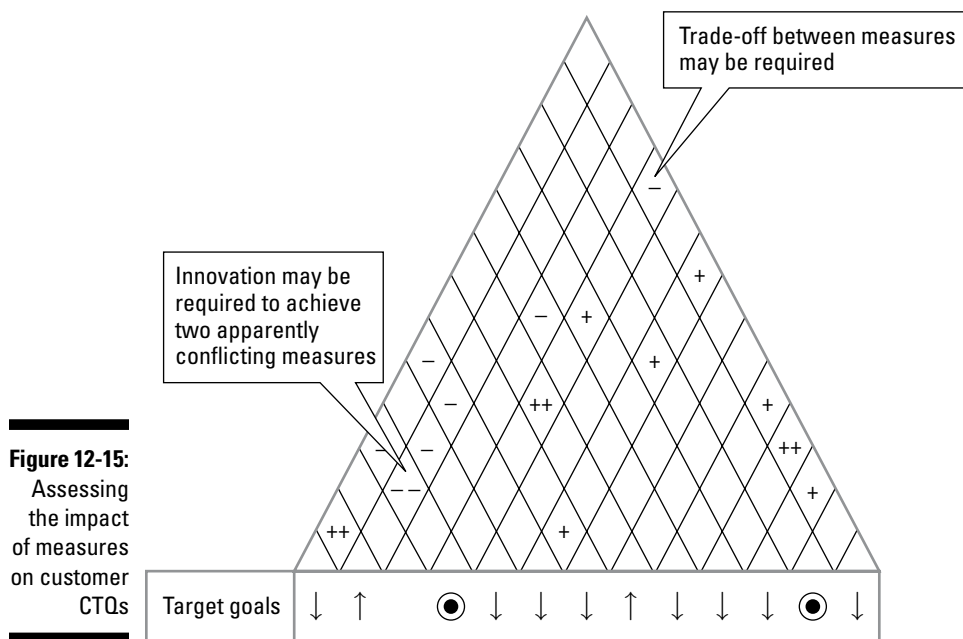 Trade-off between measures
may be required
−
+
Innovation may be
required to achieve
two apparently
conflicting measures
− +
− +
− ++ +
− − ++
− − +
++ +
Figure 12-15:
Assessing
the impact
of measures
on customer
CTQs
Target goals ↓ ↑ ◉ ↓ ↓ ↓ ↑ ↓ ↓ ↓ ◉ ↓